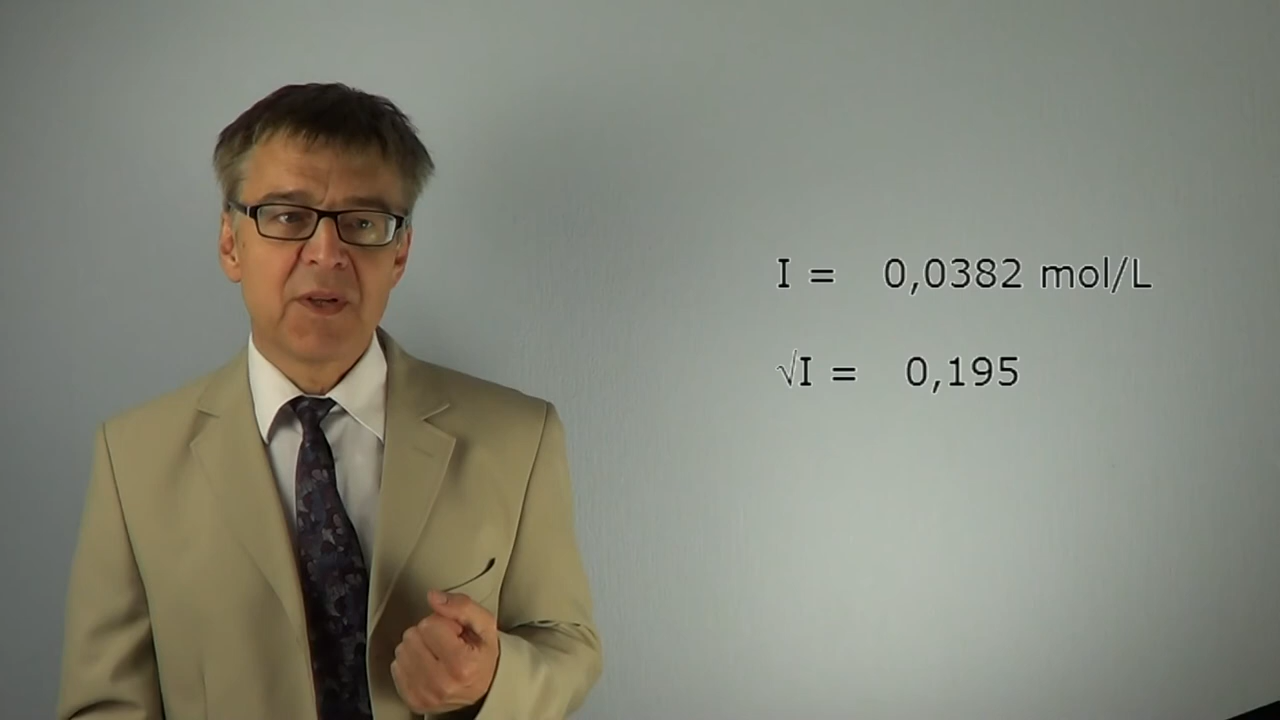 I = 0,0382 mol/L
√I = 0,195